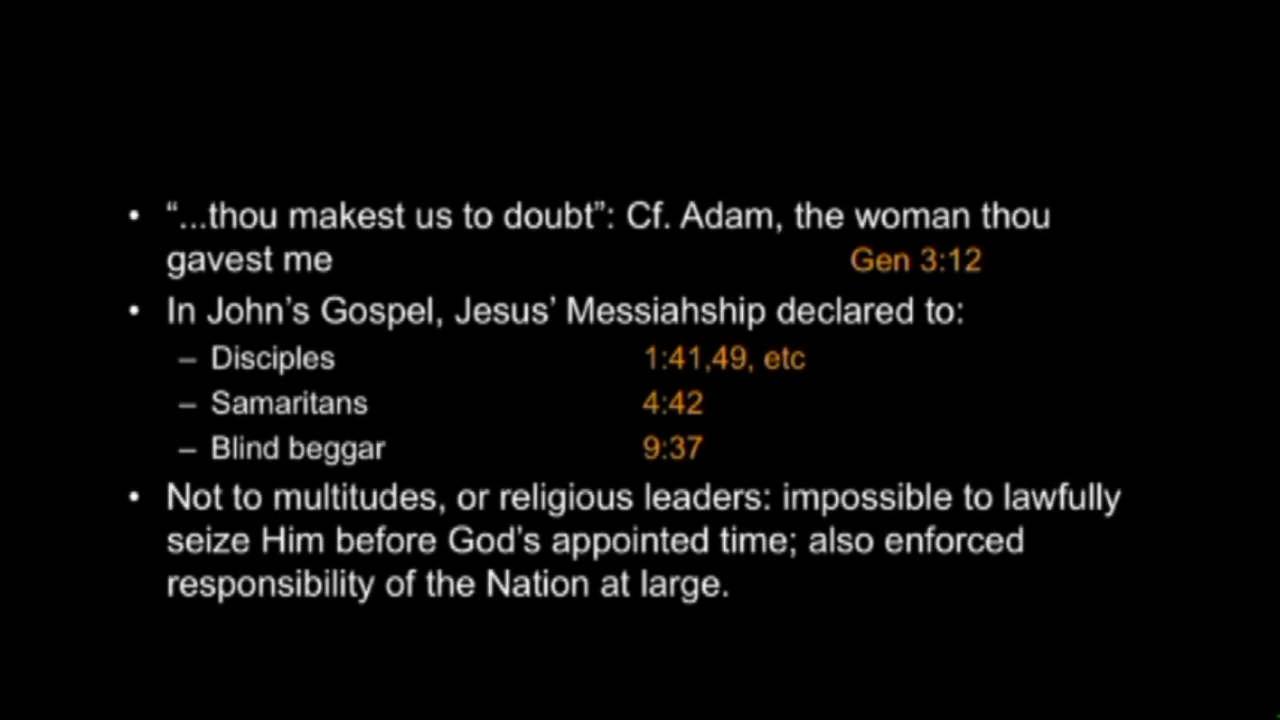 • “...thou makest us to doubt”: Cf. Adam, the woman thou
gavest me Gen 3:12
• In John’s Gospel, Jesus’ Messiahship declared to:
– Disciples 1:41,49, etc
– Samaritans 4:42
– Blind beggar 9:37
• Not to multitudes, or religious leaders: impossible to lawfully
seize Him before God’s appointed time; also enforced
responsibility of the Nation at large.